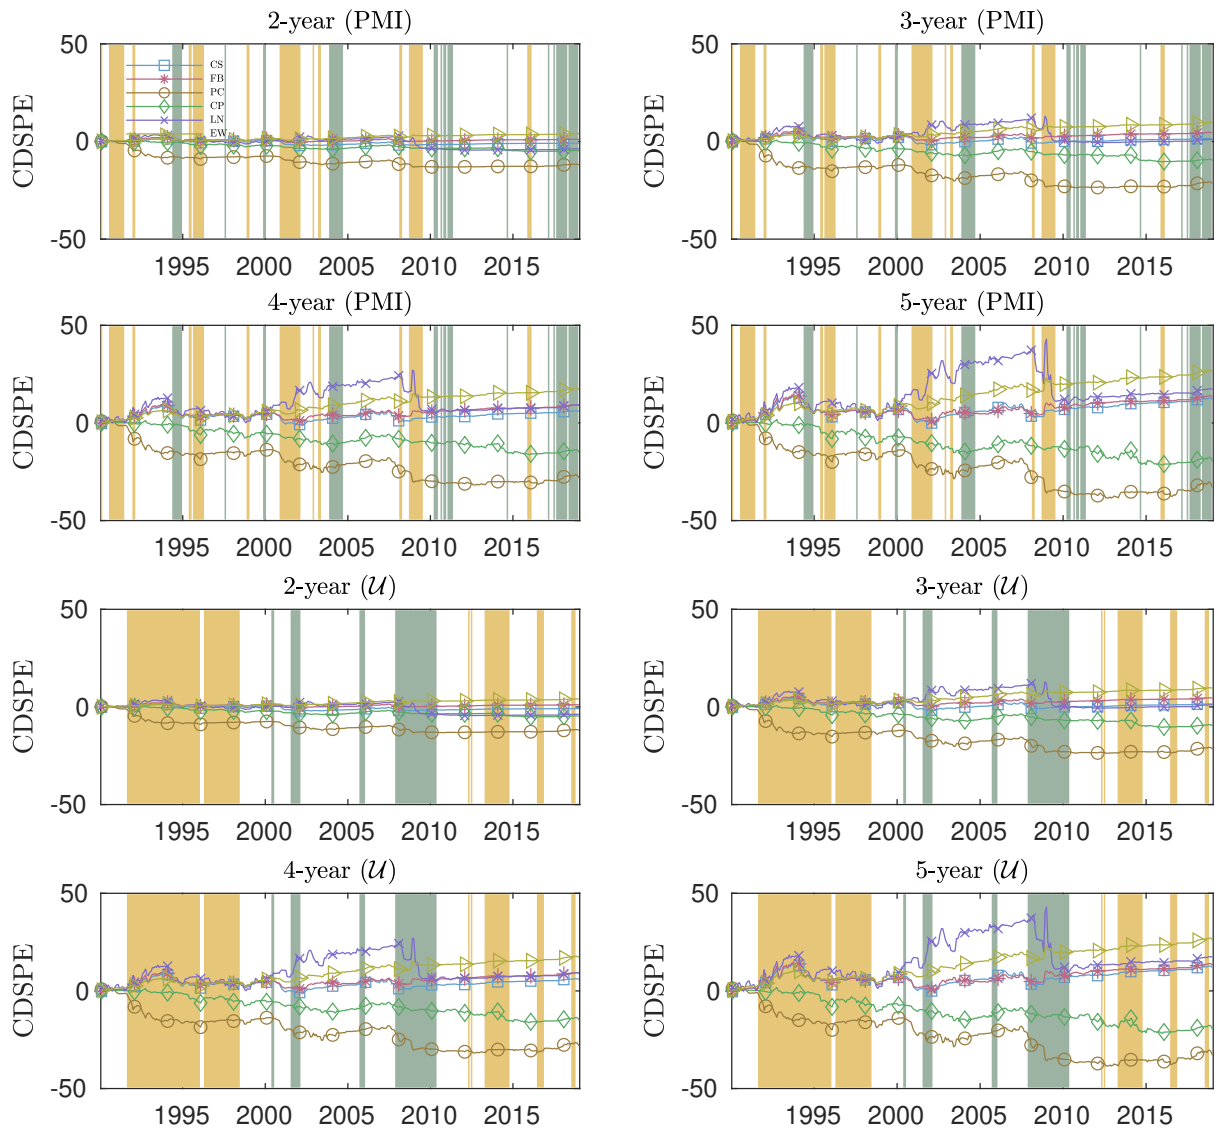 2-year (PMI)
50
0
-50
CDSPE
CS
FB
PC
CP
LN
EW
1995 2000 2005 2010 2015
3-year (PMI)
50
0
-50
CDSPE
1995 2000 2005 2010 2015
4-year (PMI)
50
0
-50
CDSPE
1995 2000 2005 2010 2015
5-year (PMI)
50
0
-50
CDSPE
1995 2000 2005 2010 2015
2-year (𝒰)
50
0
-50
CDSPE
1995 2000 2005 2010 2015
3-year (𝒰)
50
0
-50
CDSPE
1995 2000 2005 2010 2015
4-year (𝒰)
50
0
-50
CDSPE
1995 2000 2005 2010 2015
5-year (𝒰)
50
0
-50
CDSPE
1995 2000 2005 2010 2015